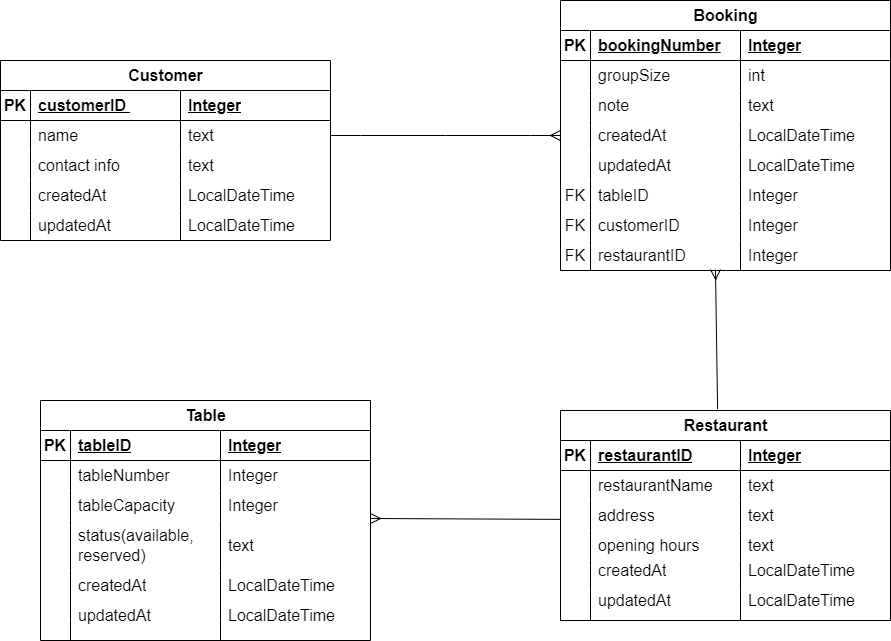 Booking
PK bookingNumber Integer
groupSize int
note text
createdAt LocalDateTime
updatedAt LocalDateTime
FK tableID Integer
FK customerID Integer
FK restaurantID Integer
Customer
PK customerID Integer
name text
contact info text
createdAt LocalDateTime
updatedAt LocalDateTime
Table
PK tableID Integer
tableNumber Integer
tableCapacity Integer
status(available,
reserved) text
createdAt LocalDateTime
updatedAt LocalDateTime
Restaurant
PK restaurantID Integer
restaurantName text
address text
opening hours text
createdAt LocalDateTime
updatedAt LocalDateTime